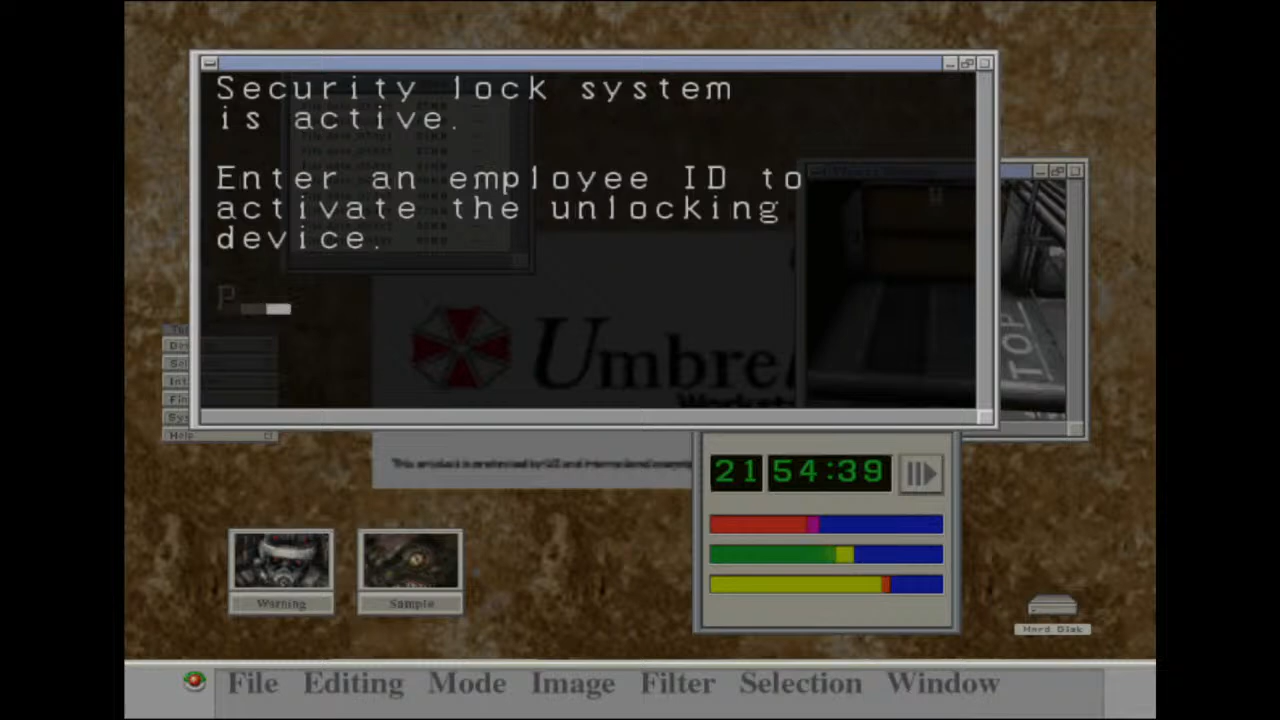 Security lock system
is active.
Enter an employee ID to
activate the unlocking
device.
P
Umbre
TOP
Help
21 54:39
Warning
Sample
Hard Disk
File Editing Mode Image Filter Selection Window